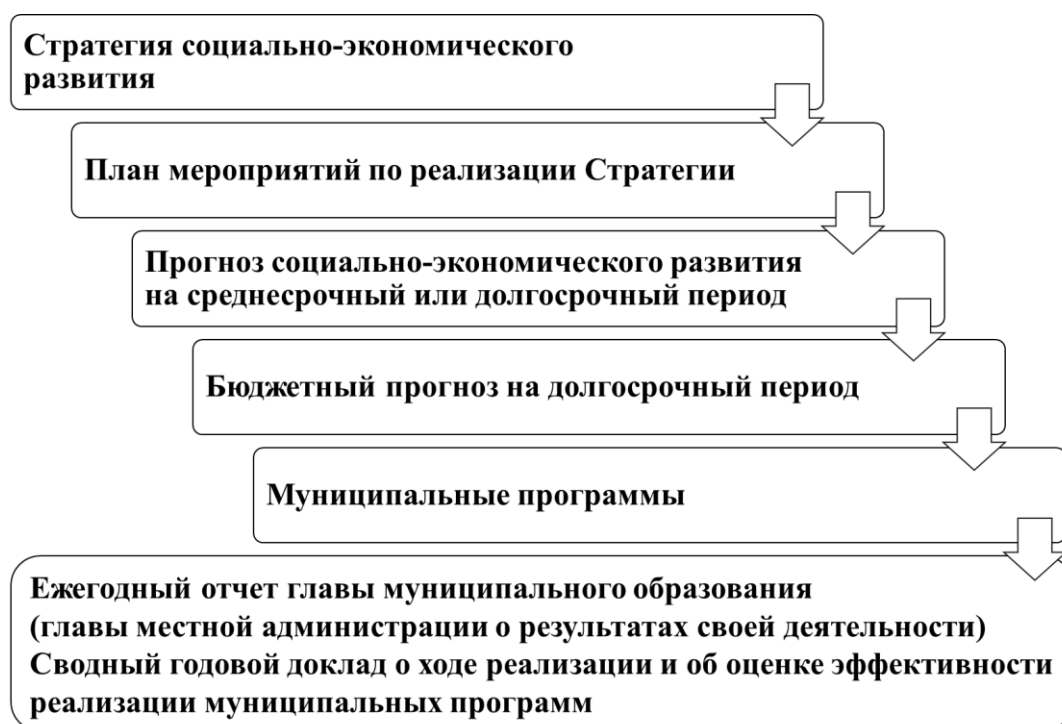 Стратегия социально-экономического
развития
План мероприятий по реализации Стратегии
Прогноз социально-экономического развития
на среднесрочный или долгосрочный период
Бюджетный прогноз на долгосрочный период
Муниципальные программы
Ежегодный отчет главы муниципального образования
(главы местной администрации о результатах своей деятельности)
Сводный годовой доклад о ходе реализации и об оценке эффективности
реализации муниципальных программ